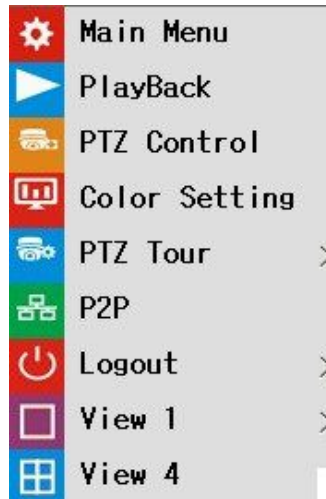 Main Menu
PlayBack
PTZ Control
Color Setting
PTZ Tour
P2P
Logout
View 1
View 4